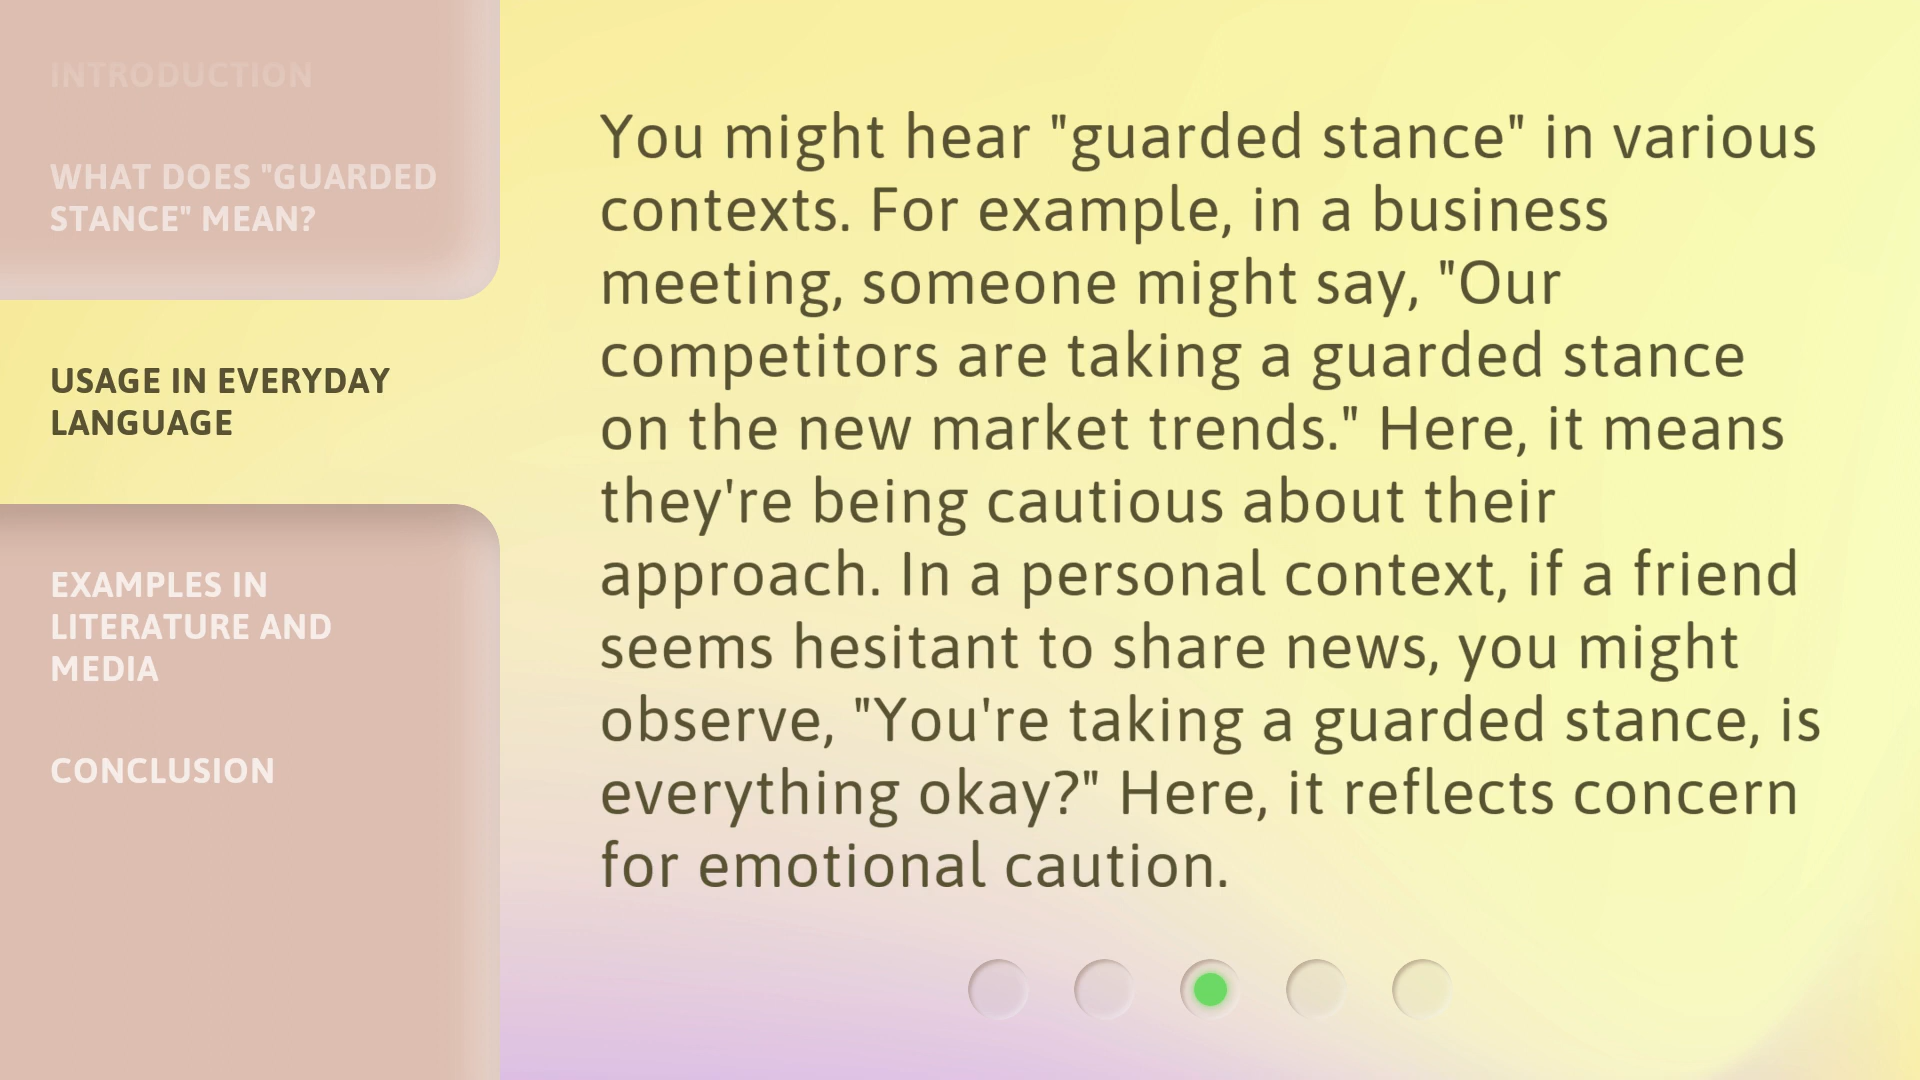 INTRODUCTION
WHAT DOES "GUARDED
STANCE" MEAN?
USAGE IN EVERYDAY
LANGUAGE
EXAMPLES IN
LITERATURE AND
MEDIA
CONCLUSION
You might hear "guarded stance" in various
contexts. For example, in a business
meeting, someone might say, "Our
competitors are taking a guarded stance
on the new market trends." Here, it means
they're being cautious about their
approach. In a personal context, if a friend
seems hesitant to share news, you might
observe, "You're taking a guarded stance, is
everything okay?" Here, it reflects concern
for emotional caution.